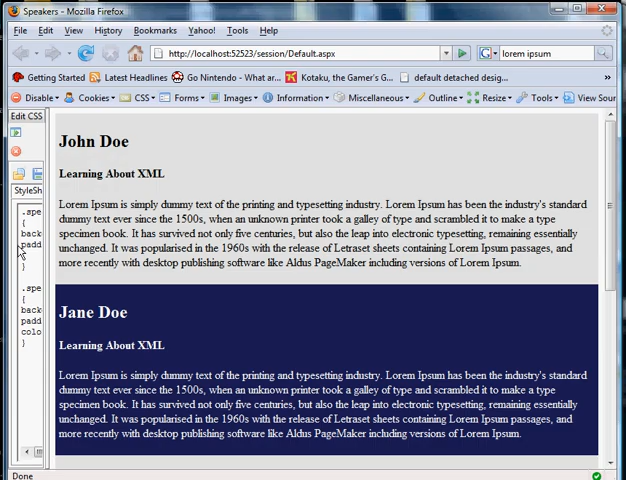 Speakers - Mozilla Firefox
File Edit View History Bookmarks Yahoo! Tools Help
http://localhost:52523/session/Default.aspx G lorem ipsum
Getting Started Latest Headlines Go Nintendo - What ar... Kotaku, the Gamer's G... default detached desig... »
Disable Cookies CSS Forms Images Information Miscellaneous Outline Resize Tools View Sour
Edit CSS
StyleSh
.spe
{
back
padd
}
.spe
{
back
padd
colo
}
John Doe
Learning About XML
Lorem Ipsum is simply dummy text of the printing and typesetting industry. Lorem Ipsum has been the industry's standard
dummy text ever since the 1500s, when an unknown printer took a galley of type and scrambled it to make a type
specimen book. It has survived not only five centuries, but also the leap into electronic typesetting, remaining essentially
unchanged. It was popularised in the 1960s with the release of Letraset sheets containing Lorem Ipsum passages, and
more recently with desktop publishing software like Aldus PageMaker including versions of Lorem Ipsum.
Jane Doe
Learning About XML
Lorem Ipsum is simply dummy text of the printing and typesetting industry. Lorem Ipsum has been the industry's standard
dummy text ever since the 1500s, when an unknown printer took a galley of type and scrambled it to make a type
specimen book. It has survived not only five centuries, but also the leap into electronic typesetting, remaining essentially
unchanged. It was popularised in the 1960s with the release of Letraset sheets containing Lorem Ipsum passages, and
more recently with desktop publishing software like Aldus PageMaker including versions of Lorem Ipsum.
Done